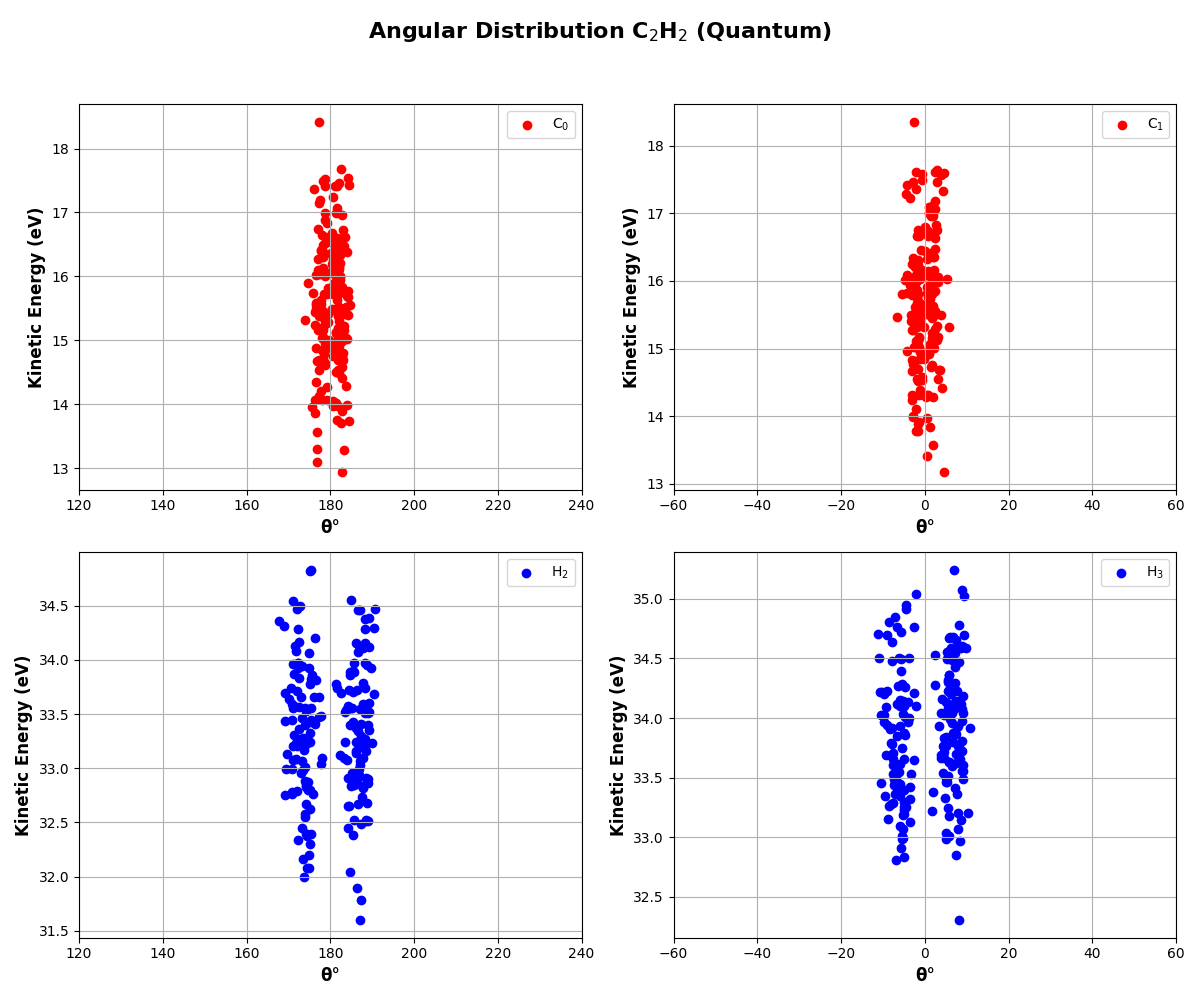 Angular Distribution C₂H₂ (Quantum)
C₀
18
17
16
15
14
13
Kinetic Energy (eV)
120 140 160 180 200 220 240
θ°
C₁
18
17
16
15
14
13
Kinetic Energy (eV)
−60 −40 −20 0 20 40 60
θ°
H₂
34.5
34.0
33.5
33.0
32.5
32.0
31.5
Kinetic Energy (eV)
120 140 160 180 200 220 240
θ°
H₃
35.0
34.5
34.0
33.5
33.0
32.5
Kinetic Energy (eV)
−60 −40 −20 0 20 40 60
θ°